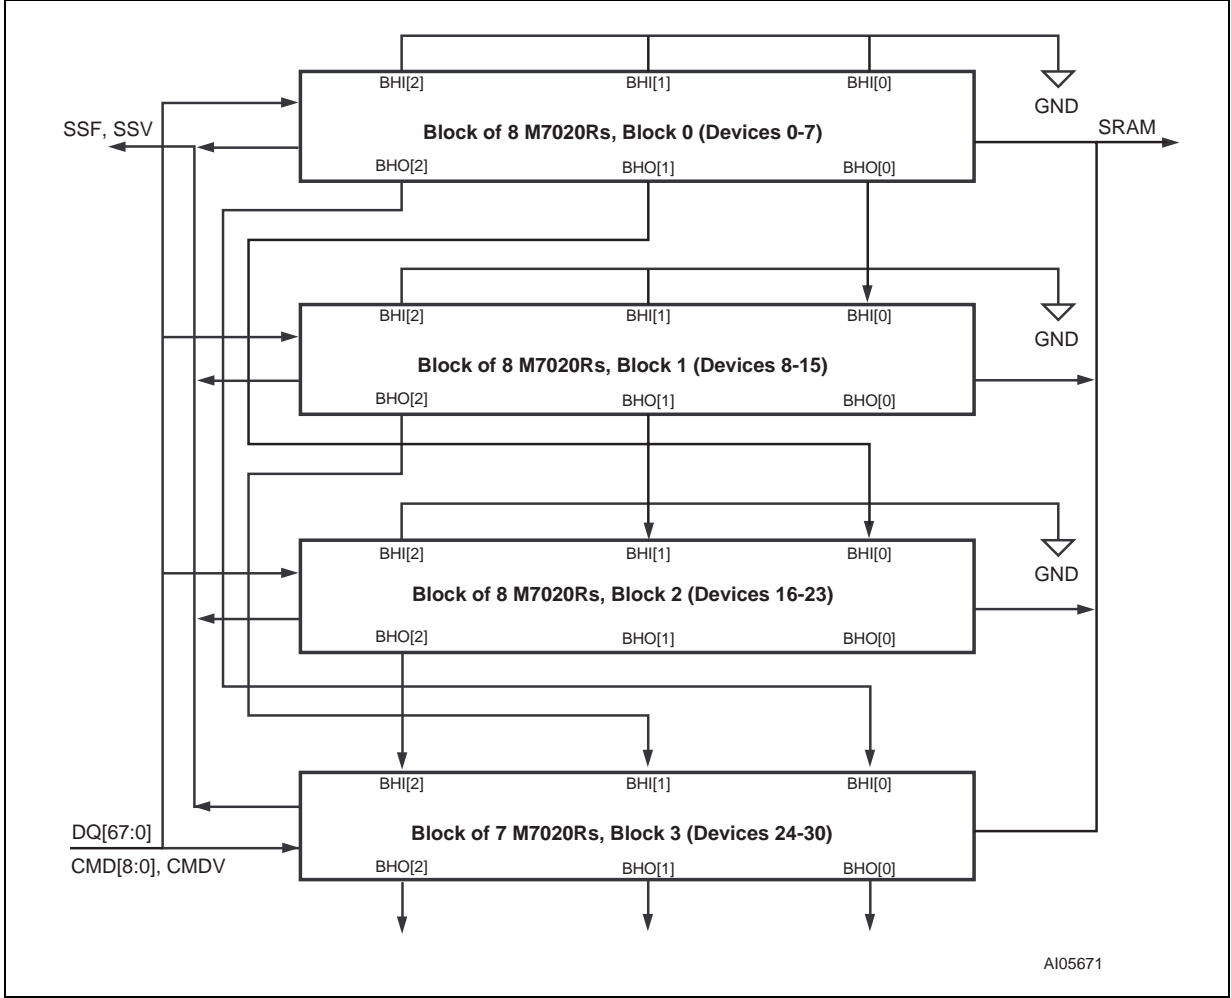 BHI[2] BHI[1] BHI[0]
GND
SSF, SSV
Block of 8 M7020Rs, Block 0 (Devices 0-7)
SRAM
BHO[2] BHO[1] BHO[0]
BHI[2] BHI[1] BHI[0]
GND
Block of 8 M7020Rs, Block 1 (Devices 8-15)
BHO[2] BHO[1] BHO[0]
BHI[2] BHI[1] BHI[0]
GND
Block of 8 M7020Rs, Block 2 (Devices 16-23)
BHO[2] BHO[1] BHO[0]
BHI[2] BHI[1] BHI[0]
DQ[67:0]
Block of 7 M7020Rs, Block 3 (Devices 24-30)
CMD[8:0], CMDV
BHO[2] BHO[1] BHO[0]
AI05671